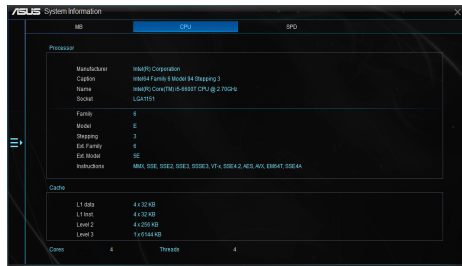 ASUS System Information
MB CPU SPD
Processor
Manufacturer Intel(R) Corporation
Caption Intel64 Family 6 Model 94 Stepping 3
Name Intel(R) Core(TM) i5-6600T CPU @ 2.70GHz
Socket LGA1151
Family 6
Model E
Stepping 3
Ext. Family 6
Ext. Model 5E
Instructions MMX, SSE, SSE2, SSE3, SSSE3, VT-x, SSE4.2, AES, AVX, EM64T, SSE4A
Cache
L1 data 4 x 32 KB
L1 Inst. 4 x 32 KB
Level 2 4 x 256 KB
Level 3 1 x 6144 KB
Cores 4 Threads 4